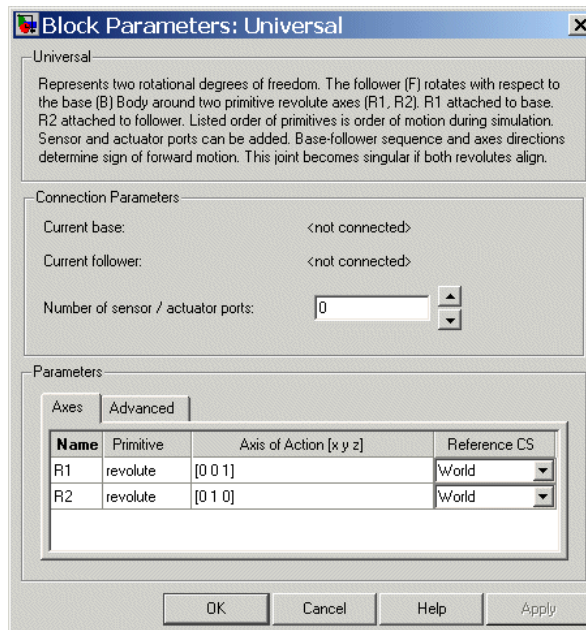 Block Parameters: Universal
Universal
Represents two rotational degrees of freedom. The follower (F) rotates with respect to
the base (B) Body around two primitive revolute axes (R1, R2). R1 attached to base.
R2 attached to follower. Listed order of primitives is order of motion during simulation.
Sensor and actuator ports can be added. Base-follower sequence and axes directions
determine sign of forward motion. This joint becomes singular if both revolutes align.
Connection Parameters
Current base: <not connected>
Current follower: <not connected>
Number of sensor / actuator ports: 0
Parameters
Axes Advanced
Name Primitive Axis of Action [x y z] Reference CS
R1 revolute [0 0 1] World
R2 revolute [0 1 0] World
OK Cancel Help Apply